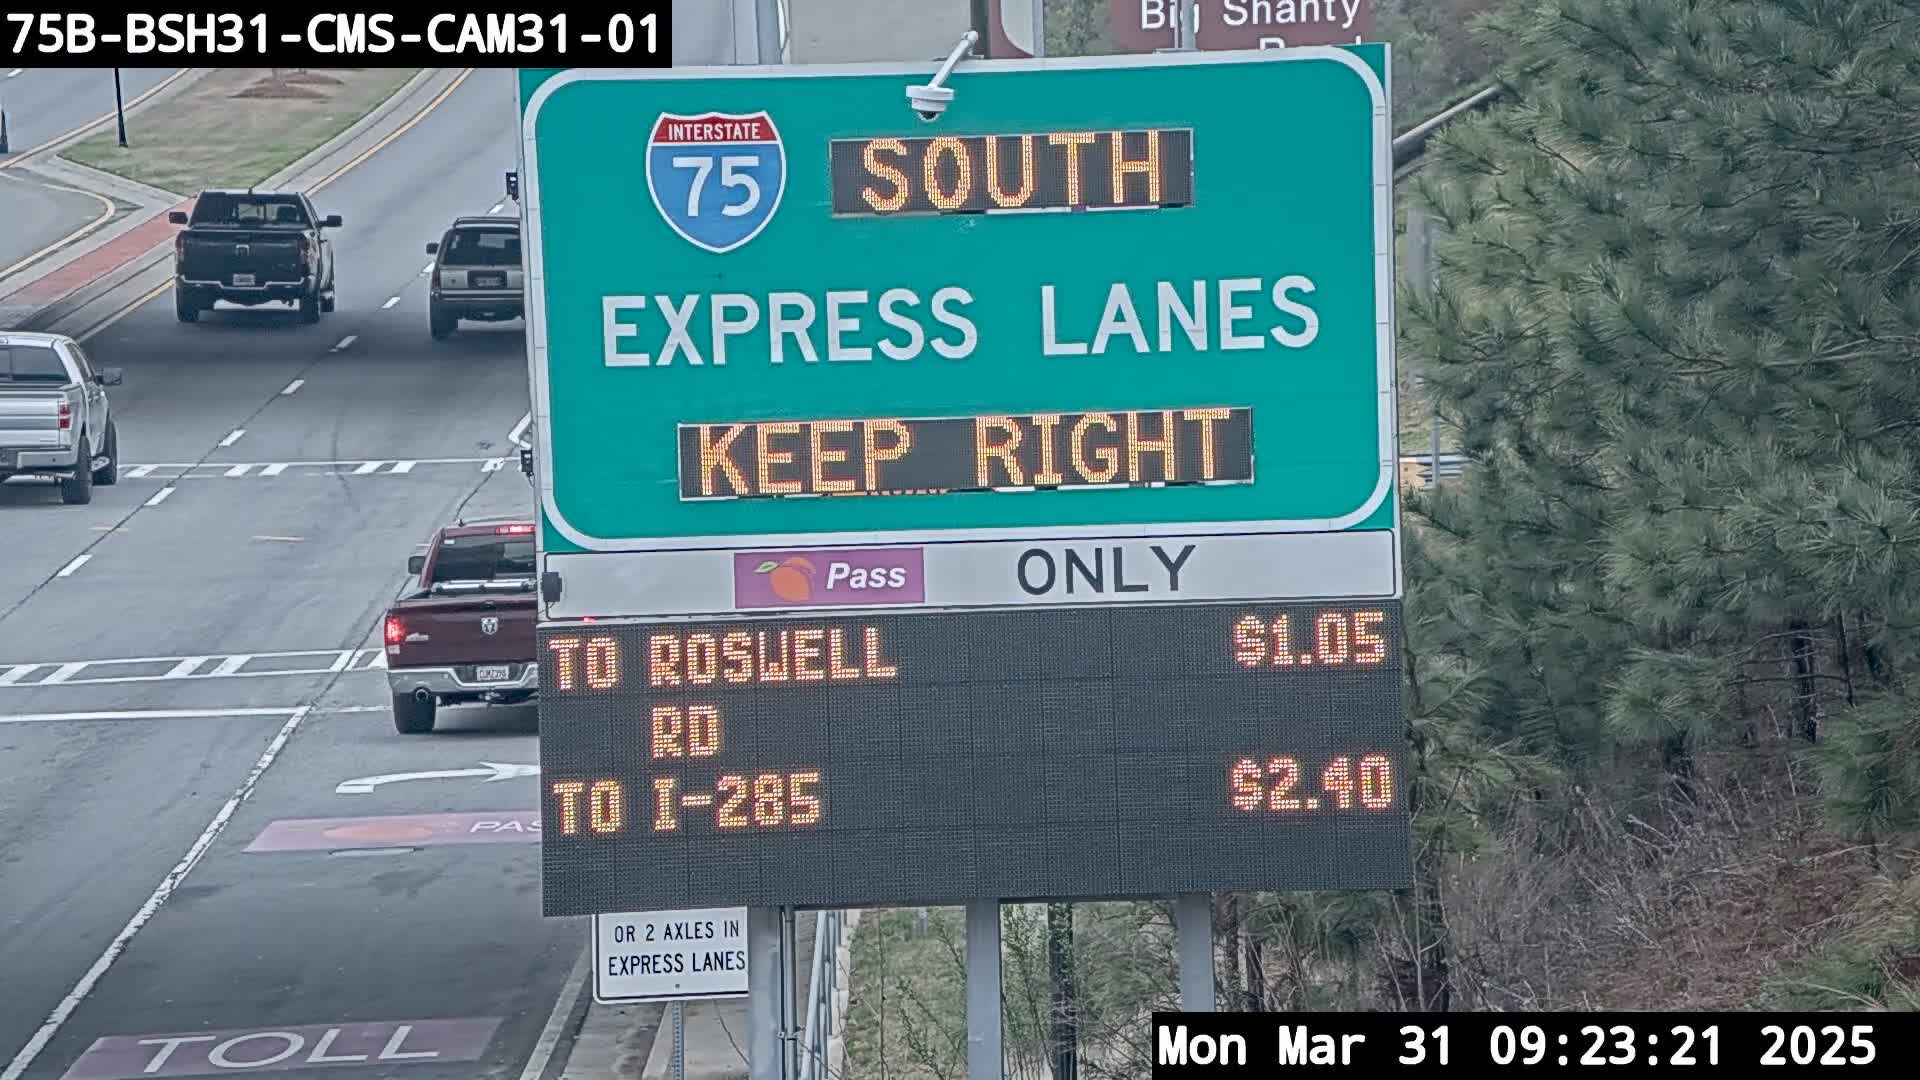 75B-BSH31-CMS-CAM31-01
Big Shanty
INTERSTATE
75
SOUTH
EXPRESS LANES
KEEP RIGHT
Pass
ONLY
TO ROSWELL $1.05
RD
TO I-285 $2.40
OR 2 AXLES IN
EXPRESS LANES
PAS
TOLL
Mon Mar 31 09:23:21 2025